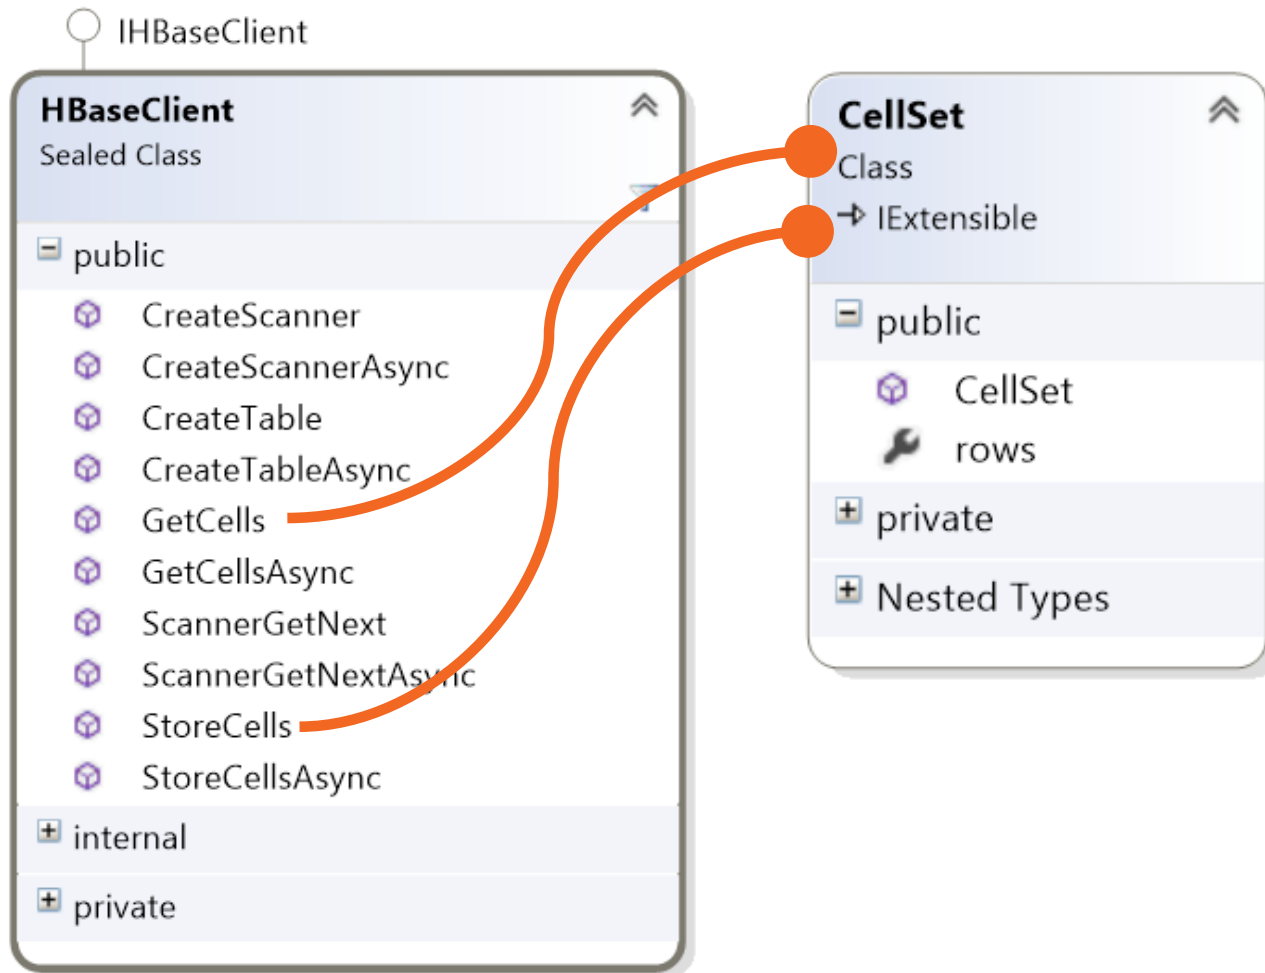 IHBaseClient
HBaseClient
Sealed Class
public
CreateScanner
CreateScannerAsync
CreateTable
CreateTableAsync
GetCells
GetCellsAsync
ScannerGetNext
ScannerGetNextAsync
StoreCells
StoreCellsAsync
internal
private
CellSet
Class
IExtensible
public
CellSet
rows
private
Nested Types